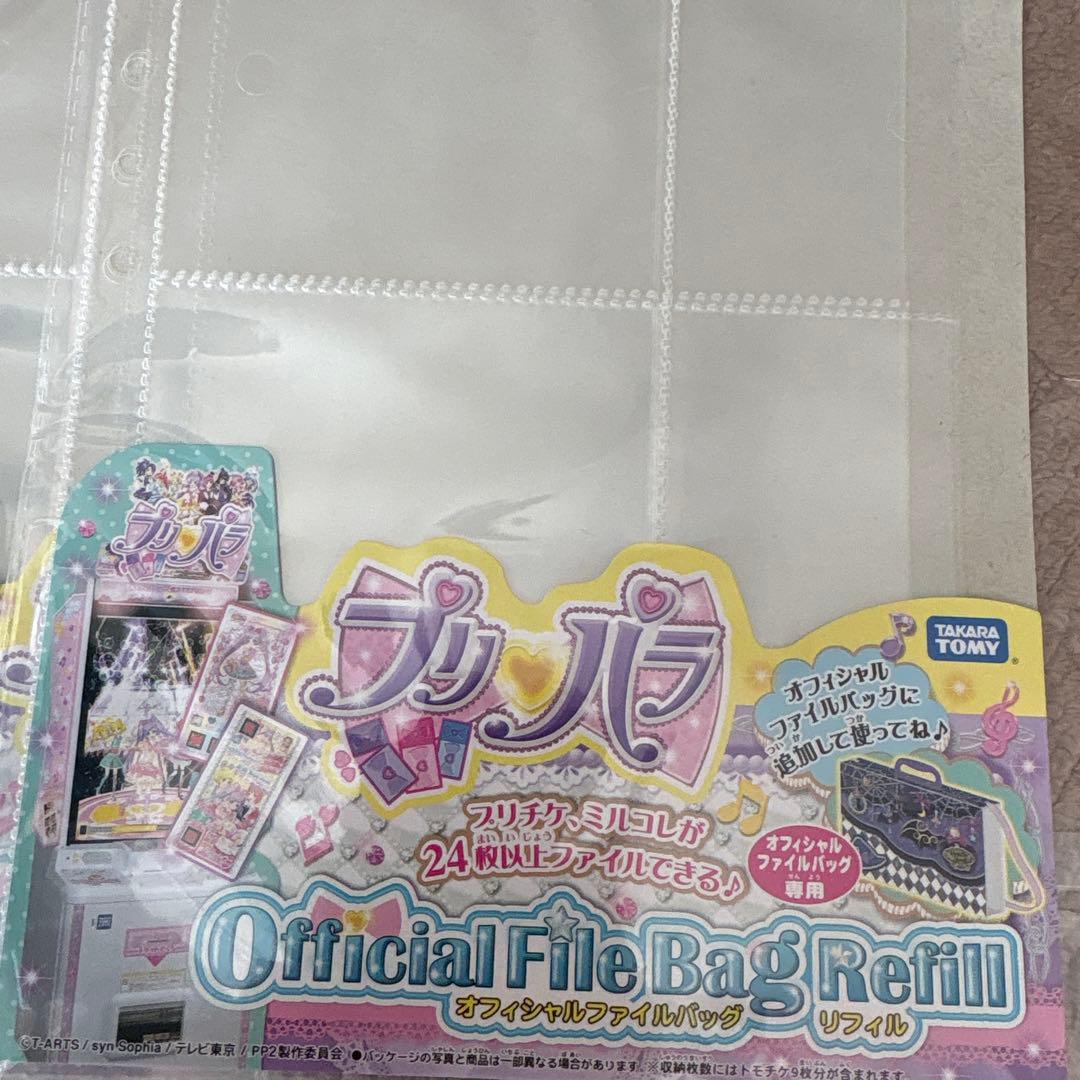 プリパラ
プリパラ
TAKARA
TOMY
オフィシャル
ファイルバッグに
追加して使ってね♪
プリチケ、ミルコレが
24枚以上ファイルできる♪
オフィシャル
ファイルバッグ
専用
Official File Bag Refill
オフィシャルファイルバッグ リフィル
©T-ARTS / syn Sophia / テレビ東京 / PP2製作委員会 ●パッケージの写真と商品は一部異なる場合があります。※収納枚数にはトモチケ9枚分が含まれます。